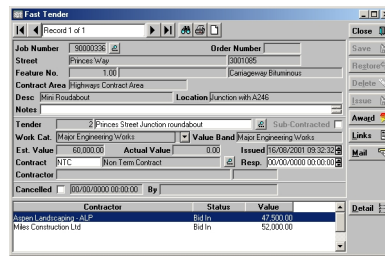 Fast Tender
Record 1 of 1
Close
Job Number 90000336 Order Number
Save
Street Princes Way 3001085
Restore
Feature No. 1.00 Carriageway Bituminous
Delete
Contract Area Highways Contract Area
Desc Mini Roudabout Location Junction with A246
Issue
Notes
Tender 2 Princes Street Junction roundabout Sub-Contracted
Award
Work Cat. Major Engineering Works Value Band Major Engineering Works
Links
Est. Value 60,000.00 Actual Value 0.00 Issued 16/08/2001 09:32:32
Mail
Contract NTC Non Term Contract Resp. 00/00/0000 00:00:00
Contractor
Cancelled 00/00/0000 00:00:00 By
Contractor Status Value
Detail
Aspen Landscaping - ALP Bid In 47,500.00
Miles Construction Ltd Bid In 52,000.00